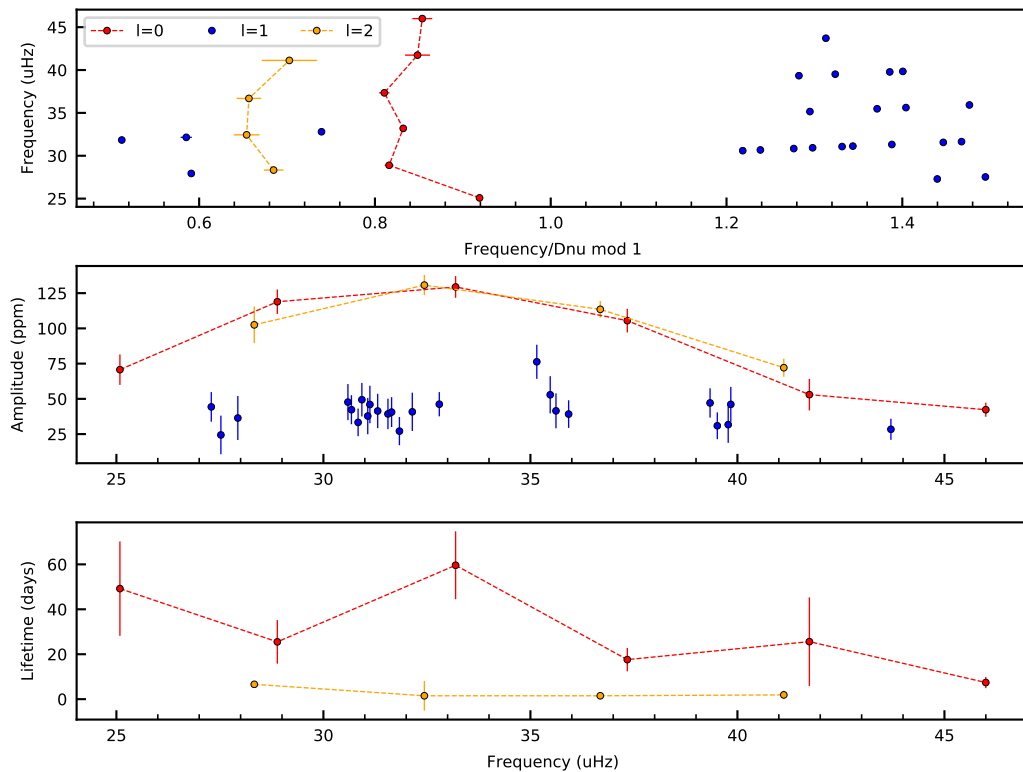 l=0 l=1 l=2
Frequency (uHz)
45
40
35
30
25
0.6 0.8 1.0 1.2 1.4
Frequency/Dnu mod 1
Amplitude (ppm)
125
100
75
50
25
25 30 35 40 45
Lifetime (days)
60
40
20
0
25 30 35 40 45
Frequency (uHz)